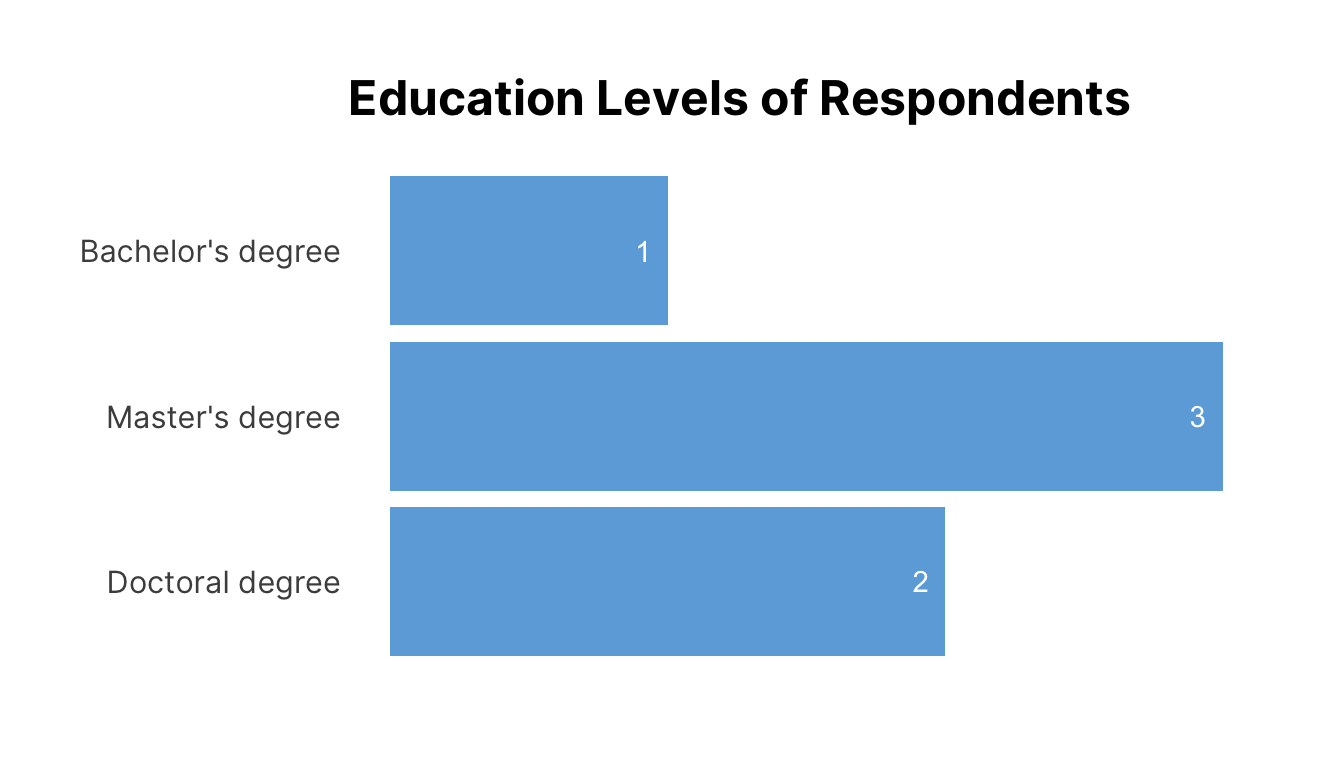 Education Levels of Respondents
Bachelor's degree 1
Master's degree 3
Doctoral degree 2